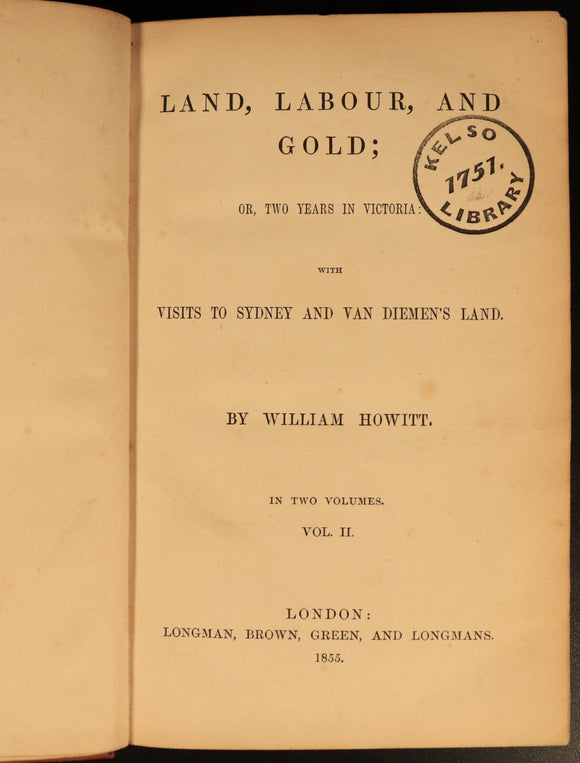 LAND, LABOUR, AND
GOLD;
OR, TWO YEARS IN VICTORIA:
WITH
VISITS TO SYDNEY AND VAN DIEMEN'S LAND.
BY WILLIAM HOWITT.
IN TWO VOLUMES.
VOL. II.
LONDON:
LONGMAN, BROWN, GREEN, AND LONGMANS.
1855.
KELSO
1751.
LIBRARY